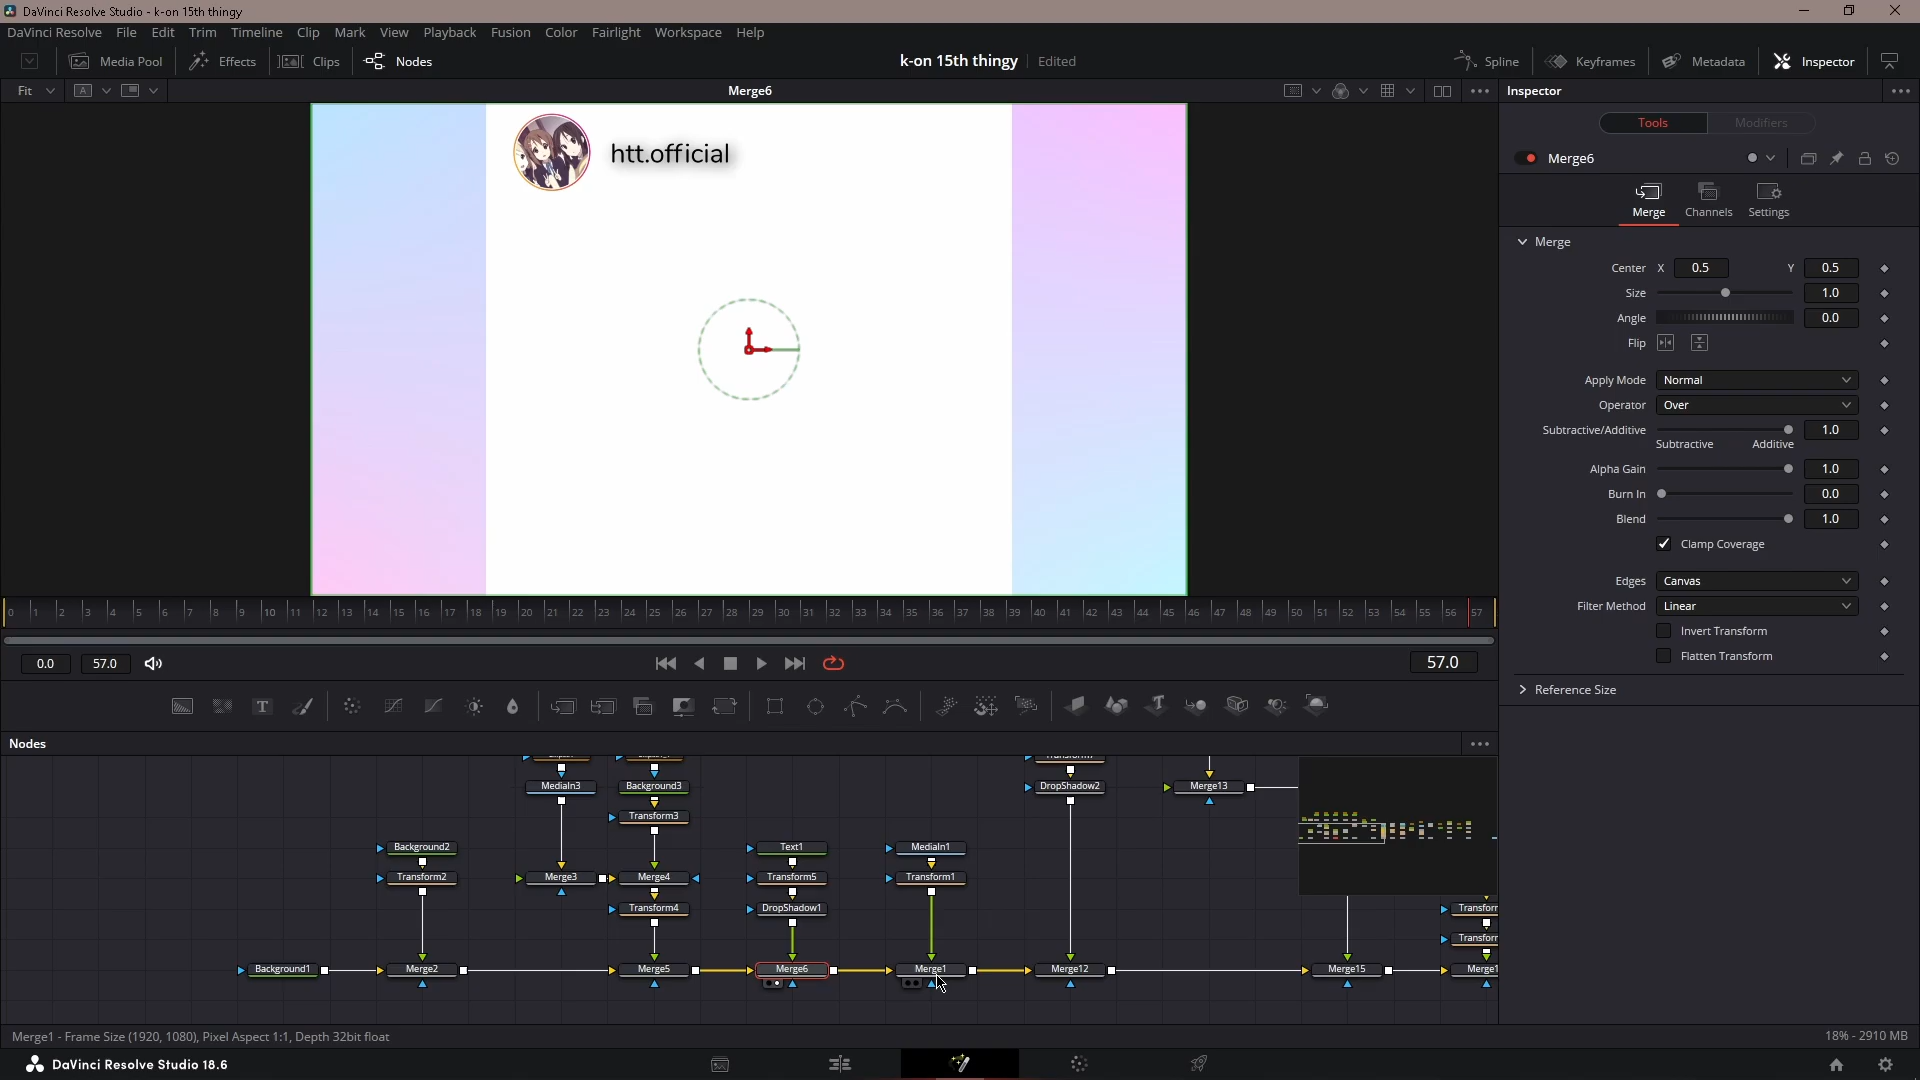 DaVinci Resolve Studio - k-on 15th thingy
DaVinci Resolve File Edit Trim Timeline Clip Mark View Playback Fusion Color Fairlight Workspace Help
Media Pool Effects Clips Nodes
k-on 15th thingy Edited
Spline Keyframes Metadata Inspector
Fit A
Merge6
Inspector
htt.official
Tools Modifiers
Merge6
Merge Channels Settings
Merge
Center X 0.5 Y 0.5
Size 1.0
Angle 0.0
Flip
Apply Mode Normal
Operator Over
Subtractive/Additive 1.0
Subtractive Additive
Alpha Gain 1.0
Burn In 0.0
Blend 1.0
Clamp Coverage
Edges Canvas
Filter Method Linear
Invert Transform
Flatten Transform
Reference Size
0 1 2 3 4 5 6 7 8 9 10 11 12 13 14 15 16 17 18 19 20 21 22 23 24 25 26 27 28 29 30 31 32 33 34 35 36 37 38 39 40 41 42 43 44 45 46 47 48 49 50 51 52 53 54 55 56 57
0.0 57.0
57.0
T
Nodes
MediaIn3 Background3 DropShadow2 Merge13
Transform3
Background2 Text1 MediaIn1
Transform2 Merge3 Merge4 Transform5 Transform1
Transform4 DropShadow1 Transfor
Transfor
Background1 Merge2 Merge5 Merge6 Merge1 Merge12 Merge15 Merge1
Merge1 - Frame Size (1920, 1080), Pixel Aspect 1:1, Depth 32bit float
18% - 2910 MB
DaVinci Resolve Studio 18.6